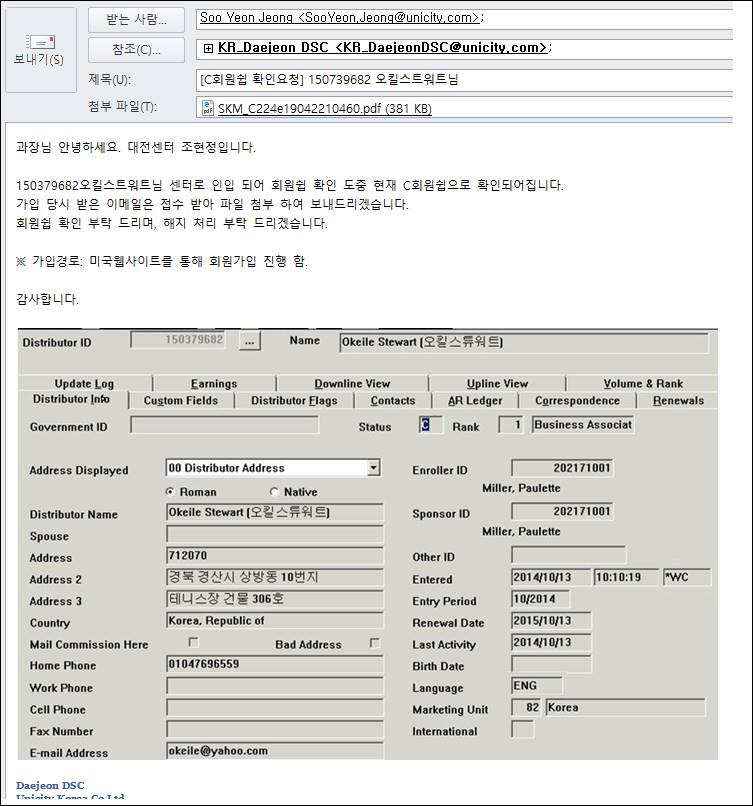 보내기(S)
받는 사람... Soo Yeon Jeong <SooYeon.Jeong@unicity.com>;
참조(C)... KR_Daejeon DSC <KR_DaejeonDSC@unicity.com>;
제목(U): [C회원쉽 확인요청] 150739682 오킬스트워트님
첨부 파일(T): SKM_C224e19042210460.pdf (381 KB)
과장님 안녕하세요. 대전센터 조현정입니다.
150379682오킬스트워트님 센터로 인입 되어 회원쉽 확인 도중 현재 C회원쉽으로 확인되어집니다.
가입 당시 받은 이메일은 접수 받아 파일 첨부 하여 보내드리겠습니다.
회원쉽 확인 부탁 드리며, 해지 처리 부탁 드리겠습니다.
※ 가입경로: 미국웹사이트를 통해 회원가입 진행 함.
감사합니다.
Distributor ID 150379682 ... Name Okeile Stewart (오킬스튜워트)
Update Log Earnings Downline View Upline View Volume & Rank
Distributor Info Custom Fields Distributor Flags Contacts AR Ledger Correspondence Renewals
Government ID Status C Rank 1 Business Associat
Address Displayed 00 Distributor Address Enroller ID 202171001
Roman Native Miller, Paulette
Distributor Name Okeile Stewart (오킬스튜워트) Sponsor ID 202171001
Spouse Miller, Paulette
Address 712070 Other ID
Address 2 경북 경산시 상방동 10번지 Entered 2014/10/13 10:10:19 *WC
Address 3 테니스장 건물 306호 Entry Period 10/2014
Country Korea, Republic of Renewal Date 2015/10/13
Mail Commission Here Bad Address Last Activity 2014/10/13
Home Phone 01047696559 Birth Date
Work Phone Language ENG
Cell Phone Marketing Unit 82 Korea
Fax Number International
E-mail Address okeile@yahoo.com
Daejeon DSC
Unicity Korea Co Ltd